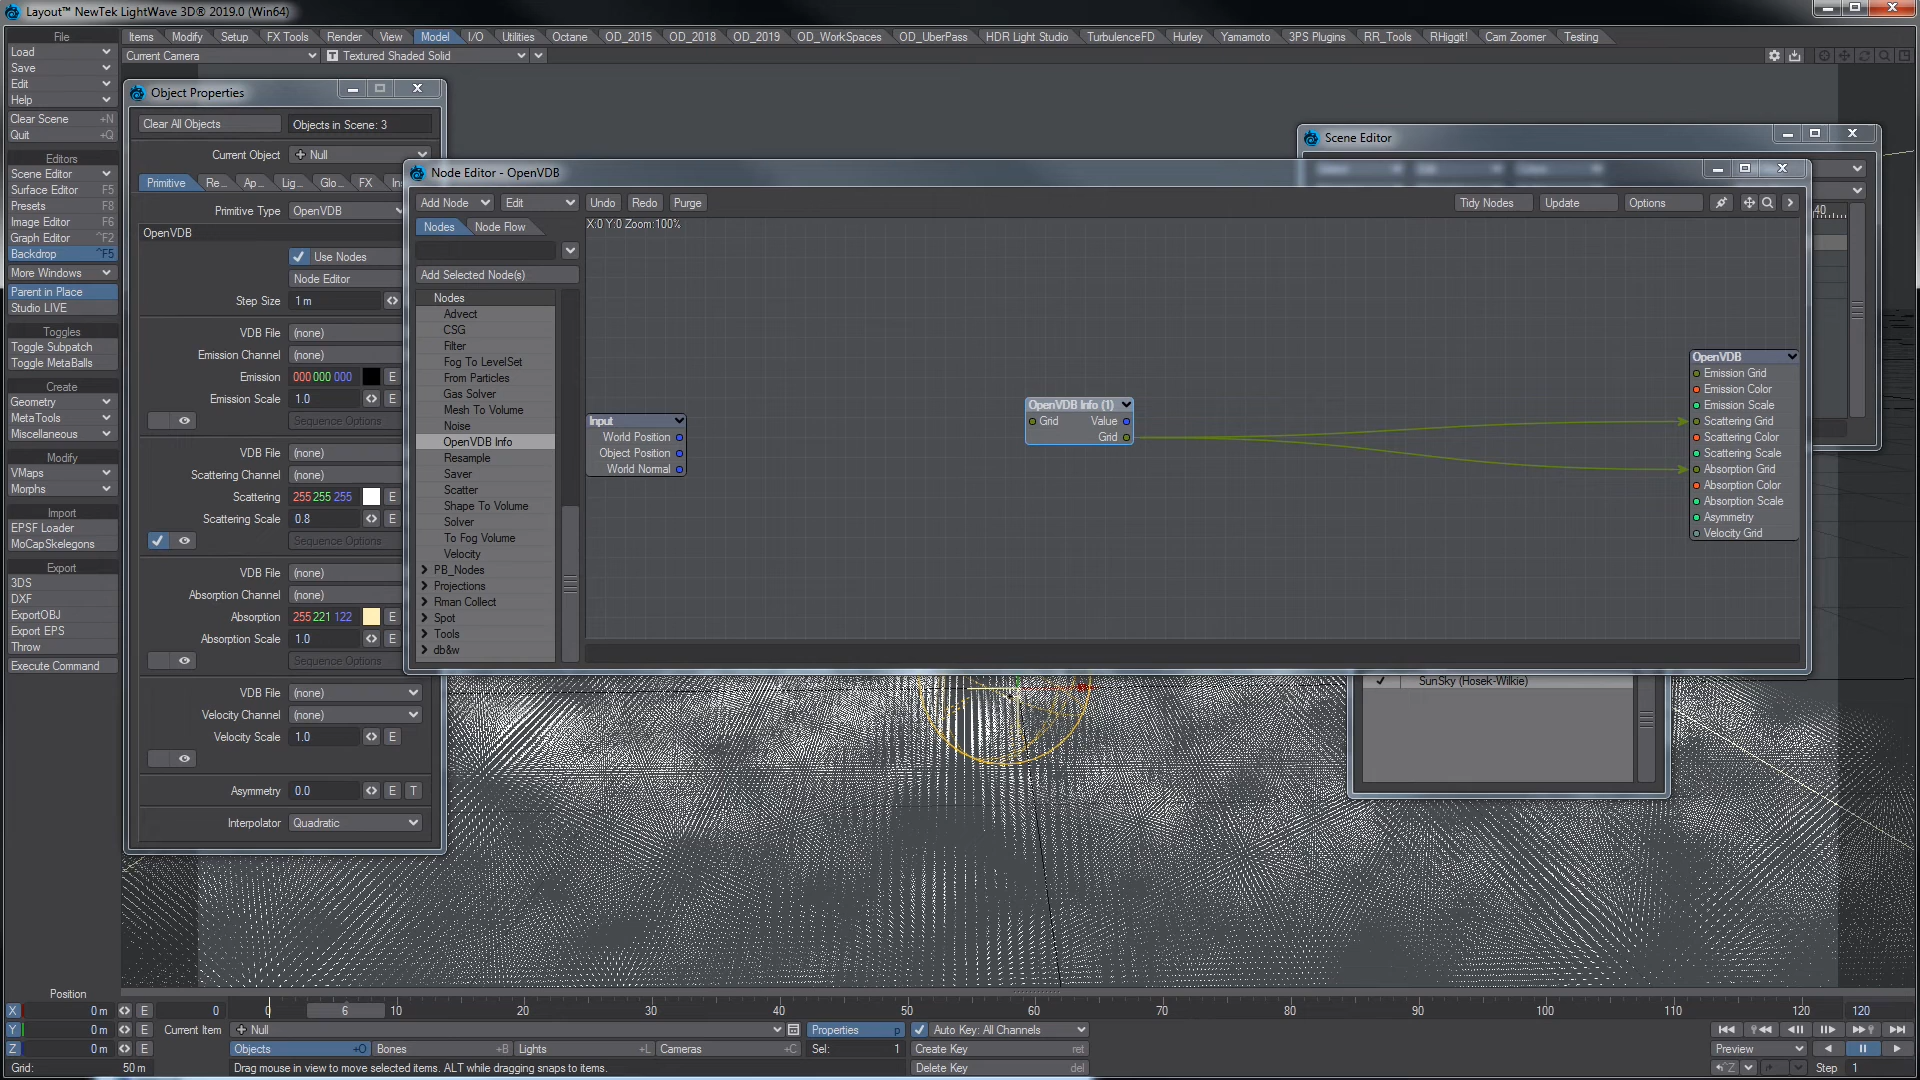 Layout™ NewTek LightWave 3D® 2019.0 (Win64)
File
Load
Save
Edit
Help
Clear Scene +N
Quit +Q
Editors
Scene Editor
Surface Editor F5
Presets F8
Image Editor F6
Graph Editor ^F2
Backdrop ^F5
More Windows
Parent in Place
Studio LIVE
Toggles
Toggle Subpatch
Toggle MetaBalls
Create
Geometry
MetaTools
Miscellaneous
Modify
VMaps
Morphs
Import
EPSF Loader
MoCapSkelegons
Export
3DS
DXF
ExportOBJ
Export EPS
Throw
Execute Command
Items Modify Setup FX Tools Render View Model I/O Utilities Octane OD_2015 OD_2018 OD_2019 OD_WorkSpaces OD_UberPass HDR Light Studio TurbulenceFD Hurley Yamamoto 3PS Plugins RR_Tools RHiggit! Cam Zoomer Testing
Current Camera Textured Shaded Solid
Object Properties
Clear All Objects Objects in Scene: 3
Current Object Null
Primitive Re... Ap... Lig... Glo... FX In
Primitive Type OpenVDB
OpenVDB
Use Nodes
Node Editor
Step Size 1 m
VDB File (none)
Emission Channel (none)
Emission 000 000 000 E
Emission Scale 1.0 E
Sequence Options
VDB File (none)
Scattering Channel (none)
Scattering 255 255 255 E
Scattering Scale 0.8 E
Sequence Options
VDB File (none)
Absorption Channel (none)
Absorption 255 221 122 E
Absorption Scale 1.0 E
Sequence Options
VDB File (none)
Velocity Channel (none)
Velocity Scale 1.0 E
Asymmetry 0.0 E T
Interpolator Quadratic
Node Editor - OpenVDB
Add Node Edit Undo Redo Purge Tidy Nodes Update Options
Nodes Node Flow
X:0 Y:0 Zoom:100%
Add Selected Node(s)
Nodes
Advect
CSG
Filter
Fog To LevelSet
From Particles
Gas Solver
Mesh To Volume
Noise
OpenVDB Info
Resample
Saver
Scatter
Shape To Volume
Solver
To Fog Volume
Velocity
PB_Nodes
Projections
Rman Collect
Spot
Tools
db&w
Input
World Position
Object Position
World Normal
OpenVDB Info (1)
Grid Value
Grid
OpenVDB
Emission Grid
Emission Color
Emission Scale
Scattering Grid
Scattering Color
Scattering Scale
Absorption Grid
Absorption Color
Absorption Scale
Asymmetry
Velocity Grid
Scene Editor
40
SunSky (Hosek-Wilkie)
Position
X 0 m E
Y 0 m E
Z 0 m E
Grid: 50 m
0 0 6 10 20 30 40 50 60 70 80 90 100 110 120 120
Current Item Null Properties p Auto Key: All Channels
Objects +O Bones +B Lights +L Cameras +C Sel: 1 Create Key ret
Drag mouse in view to move selected items. ALT while dragging snaps to items. Delete Key del
Preview
^Z Step 1